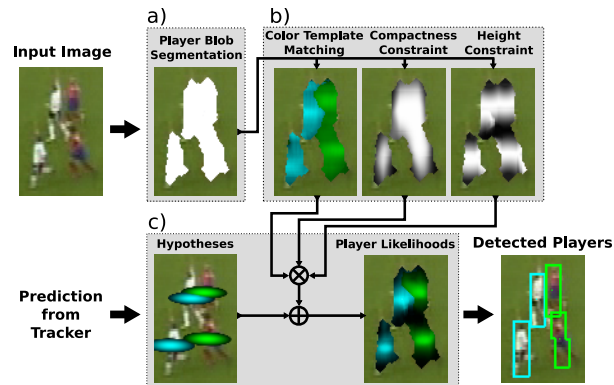 a)
b)
Input Image
Player Blob
Segmentation
Color Template
Matching
Compactness
Constraint
Height
Constraint
c)
Hypotheses
Player Likelihoods
Detected Players
Prediction
from
Tracker